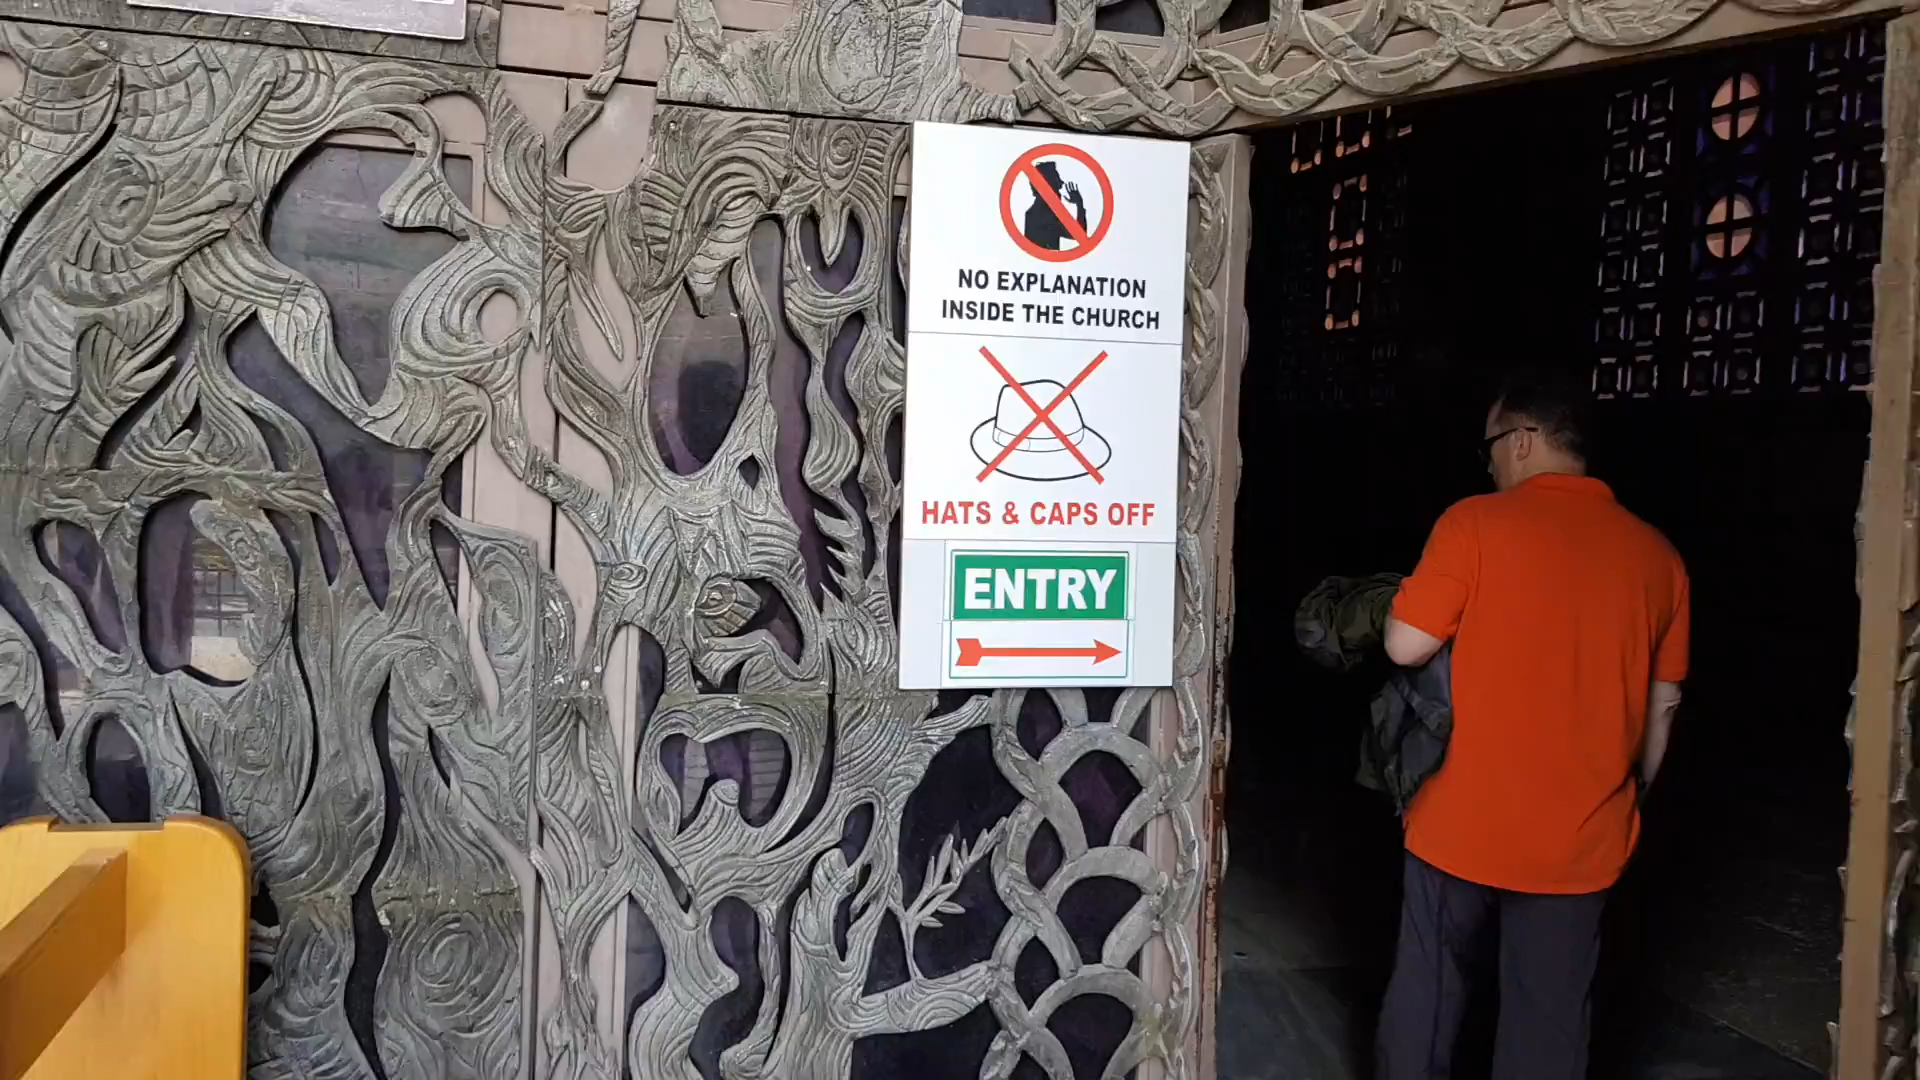 NO EXPLANATION
INSIDE THE CHURCH
HATS & CAPS OFF
ENTRY